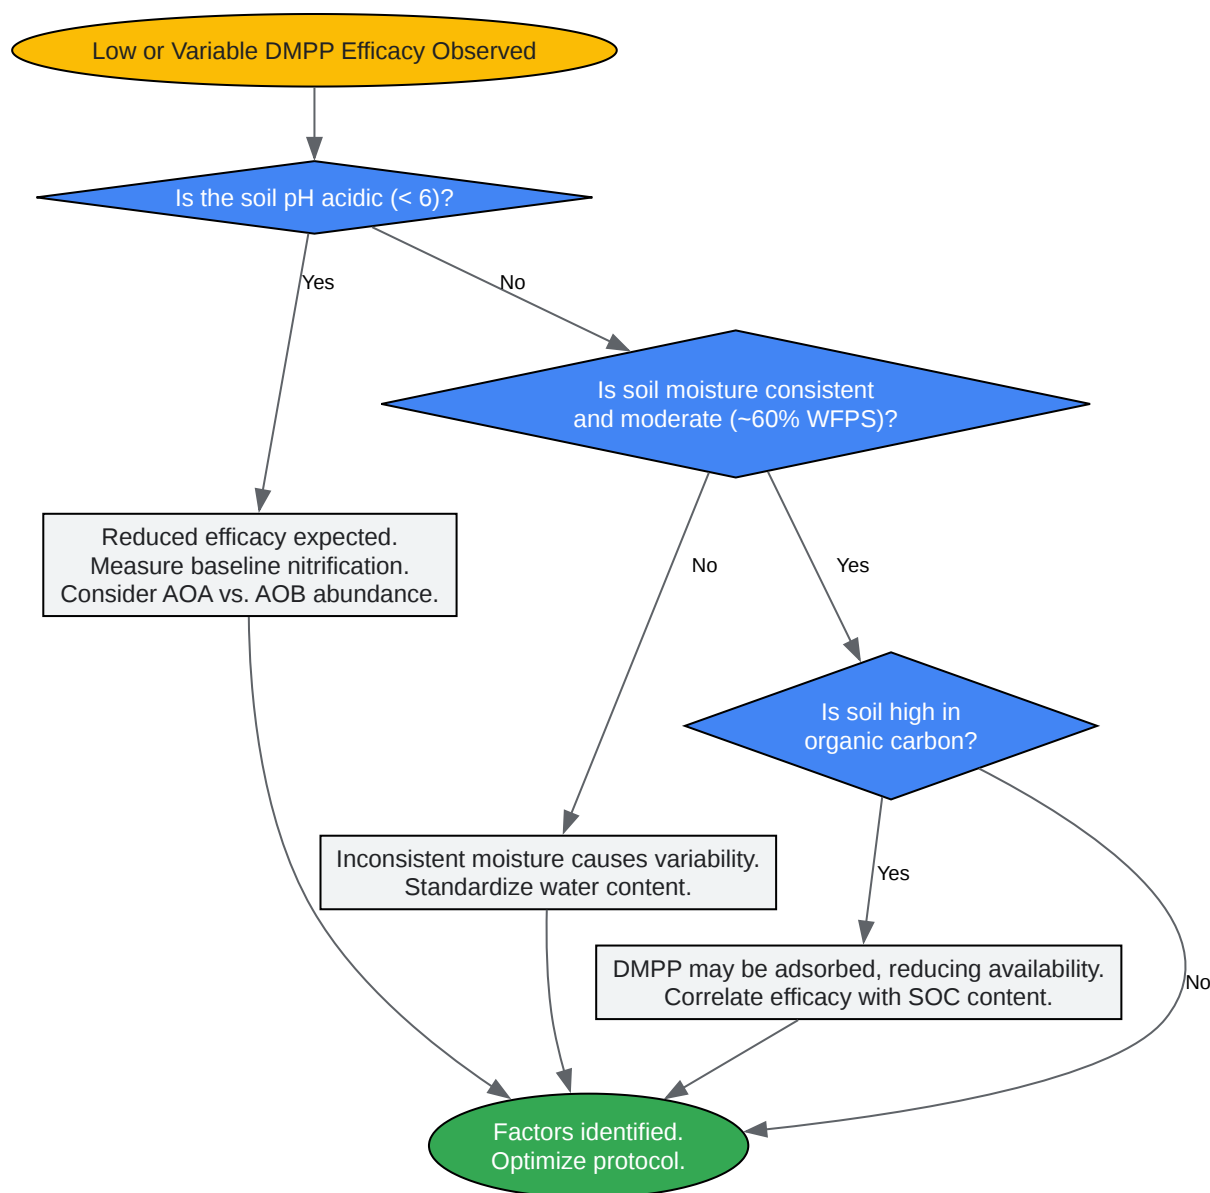 Low or Variable DMPP Efficacy Observed
Is the soil pH acidic (< 6)?
Yes
No
Is soil moisture consistent
and moderate (~60% WFPS)?
Reduced efficacy expected.
Measure baseline nitrification.
Consider AOA vs. AOB abundance.
No
Yes
Is soil high in
organic carbon?
Inconsistent moisture causes variability.
Standardize water content.
Yes
DMPP may be adsorbed, reducing availability.
Correlate efficacy with SOC content.
No
Factors identified.
Optimize protocol.